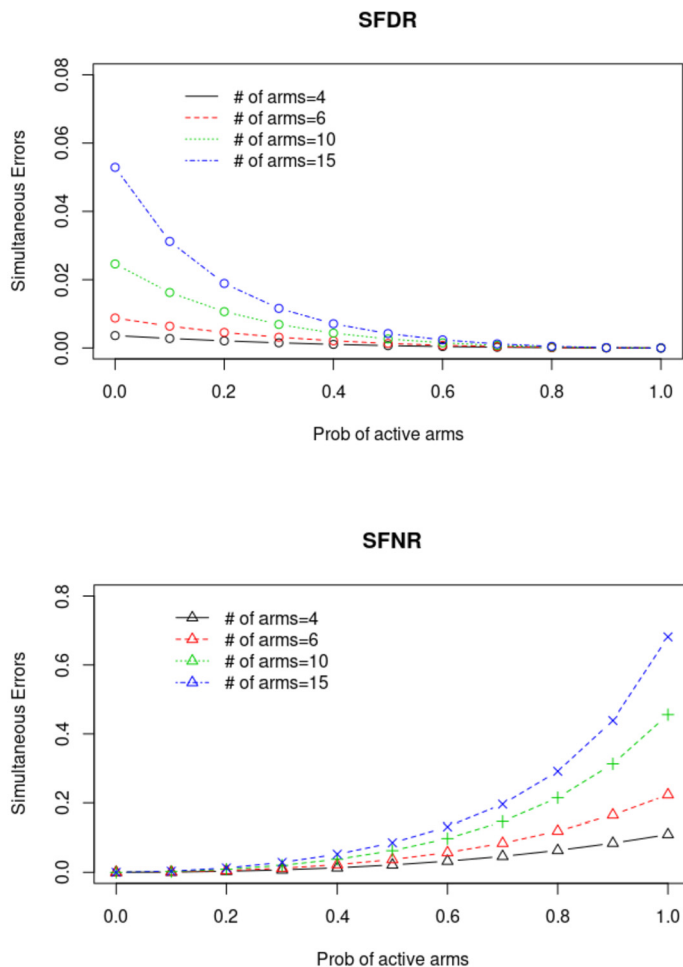 SFDR
Simultaneous Errors
0.08
0.06
0.04
0.02
0.00
# of arms=4
# of arms=6
# of arms=10
# of arms=15
0.0 0.2 0.4 0.6 0.8 1.0
Prob of active arms
SFNR
Simultaneous Errors
0.8
0.6
0.4
0.2
0.0
# of arms=4
# of arms=6
# of arms=10
# of arms=15
0.0 0.2 0.4 0.6 0.8 1.0
Prob of active arms